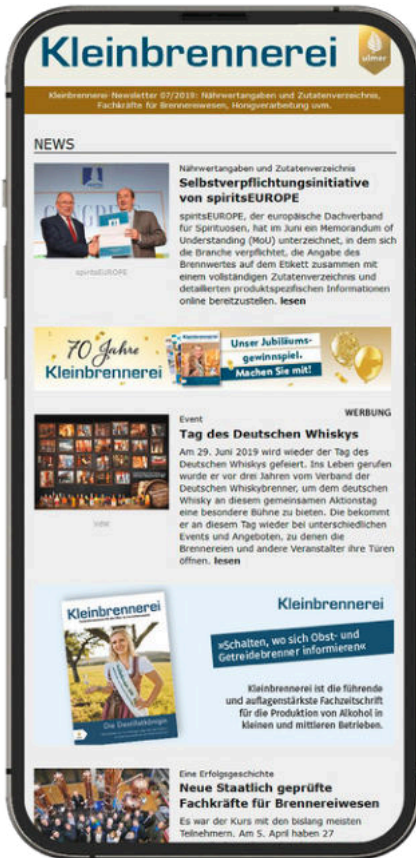 Kleinbrennerei
ulmer
Kleinbrennerei-Newsletter 07/2019: Nährwertangaben und Zutatenverzeichnis,
Fachkräfte für Brennereiwesen, Honigverarbeitung uvm.
NEWS
Nährwertangaben und Zutatenverzeichnis
Selbstverpflichtungsinitiative
von spiritsEUROPE
spiritsEUROPE, der europäische Dachverband
für Spirituosen, hat im Juni ein Memorandum of
Understanding (MoU) unterzeichnet, in dem sich
die Branche verpflichtet, die Angabe des
Brennwertes auf dem Etikett zusammen mit
einem vollständigen Zutatenverzeichnis und
detaillierten produktspezifischen Informationen
online bereitzustellen. lesen
spiritsEUROPE
70 Jahre
Kleinbrennerei
Unser Jubiläums-
gewinnspiel.
Machen Sie mit!
WERBUNG
Event
Tag des Deutschen Whiskys
Am 29. Juni 2019 wird wieder der Tag des
Deutschen Whiskys gefeiert. Ins Leben gerufen
wurde er vor drei Jahren vom Verband der
Deutschen Whiskybrenner, um dem deutschen
Whisky an diesem gemeinsamen Aktionstag
eine besondere Bühne zu bieten. Die bekommt
er an diesem Tag wieder bei unterschiedlichen
Events und Angeboten, zu denen die
Brennereien und andere Veranstalter ihre Türen
öffnen. lesen
Kleinbrennerei
Die Destillatkönigin
Kleinbrennerei
»Schalten, wo sich Obst- und
Getreidebrenner informieren«
Kleinbrennerei ist die führende
und auflagenstärkste Fachzeitschrift
für die Produktion von Alkohol in
kleinen und mittleren Betrieben.
Eine Erfolgsgeschichte
Neue Staatlich geprüfte
Fachkräfte für Brennereiwesen
Es war der Kurs mit den bislang meisten
Teilnehmern. Am 5. April haben 27